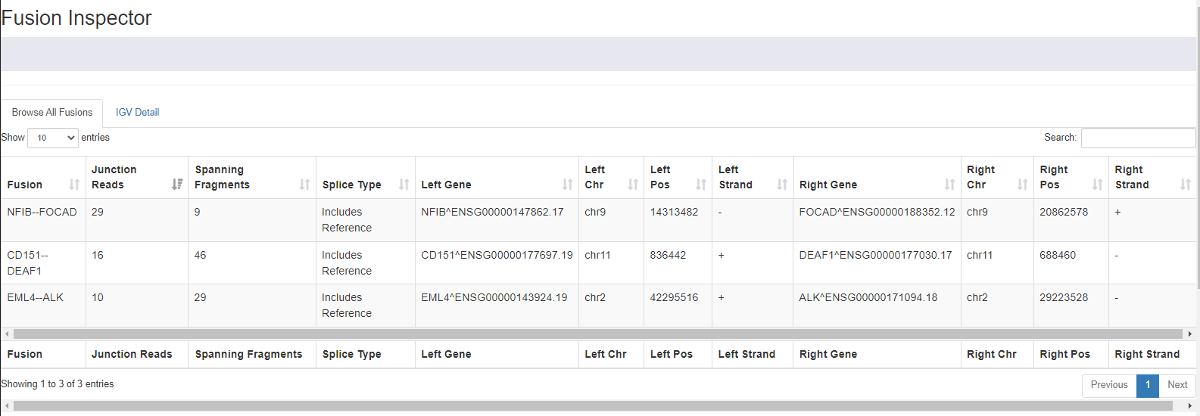 Fusion Inspector
Browse All Fusions IGV Detail
Show 10 entries Search:
Fusion Junction Reads Spanning Fragments Splice Type Left Gene Left Chr Left Pos Left Strand Right Gene Right Chr Right Pos Right Strand
NFIB--FOCAD 29 9 Includes Reference NFIB^ENSG00000147862.17 chr9 14313482 - FOCAD^ENSG00000188352.12 chr9 20862578 +
CD151--DEAF1 16 46 Includes Reference CD151^ENSG00000177697.19 chr11 836442 + DEAF1^ENSG00000177030.17 chr11 688460 -
EML4--ALK 10 29 Includes Reference EML4^ENSG00000143924.19 chr2 42295516 + ALK^ENSG00000171094.18 chr2 29223528 -
Fusion Junction Reads Spanning Fragments Splice Type Left Gene Left Chr Left Pos Left Strand Right Gene Right Chr Right Pos Right Strand
Showing 1 to 3 of 3 entries Previous 1 Next